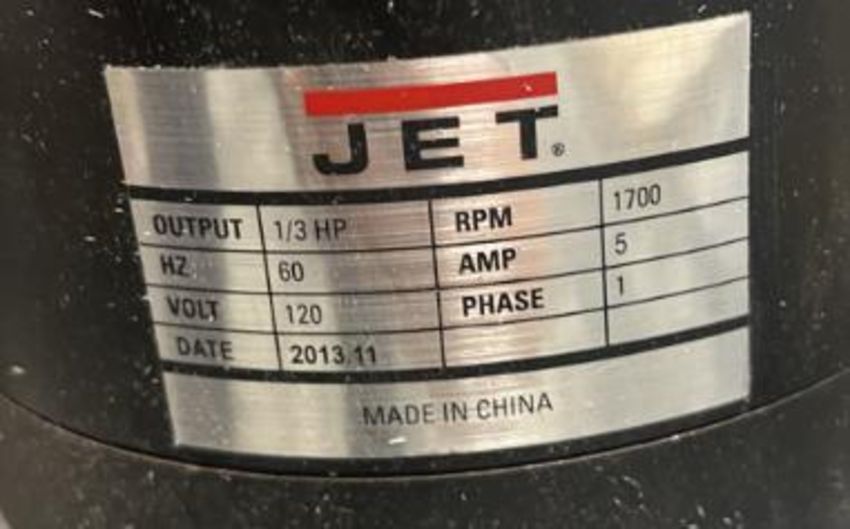 JET®
OUTPUT 1/3 HP RPM 1700
HZ 60 AMP 5
VOLT 120 PHASE 1
DATE 2013.11
MADE IN CHINA